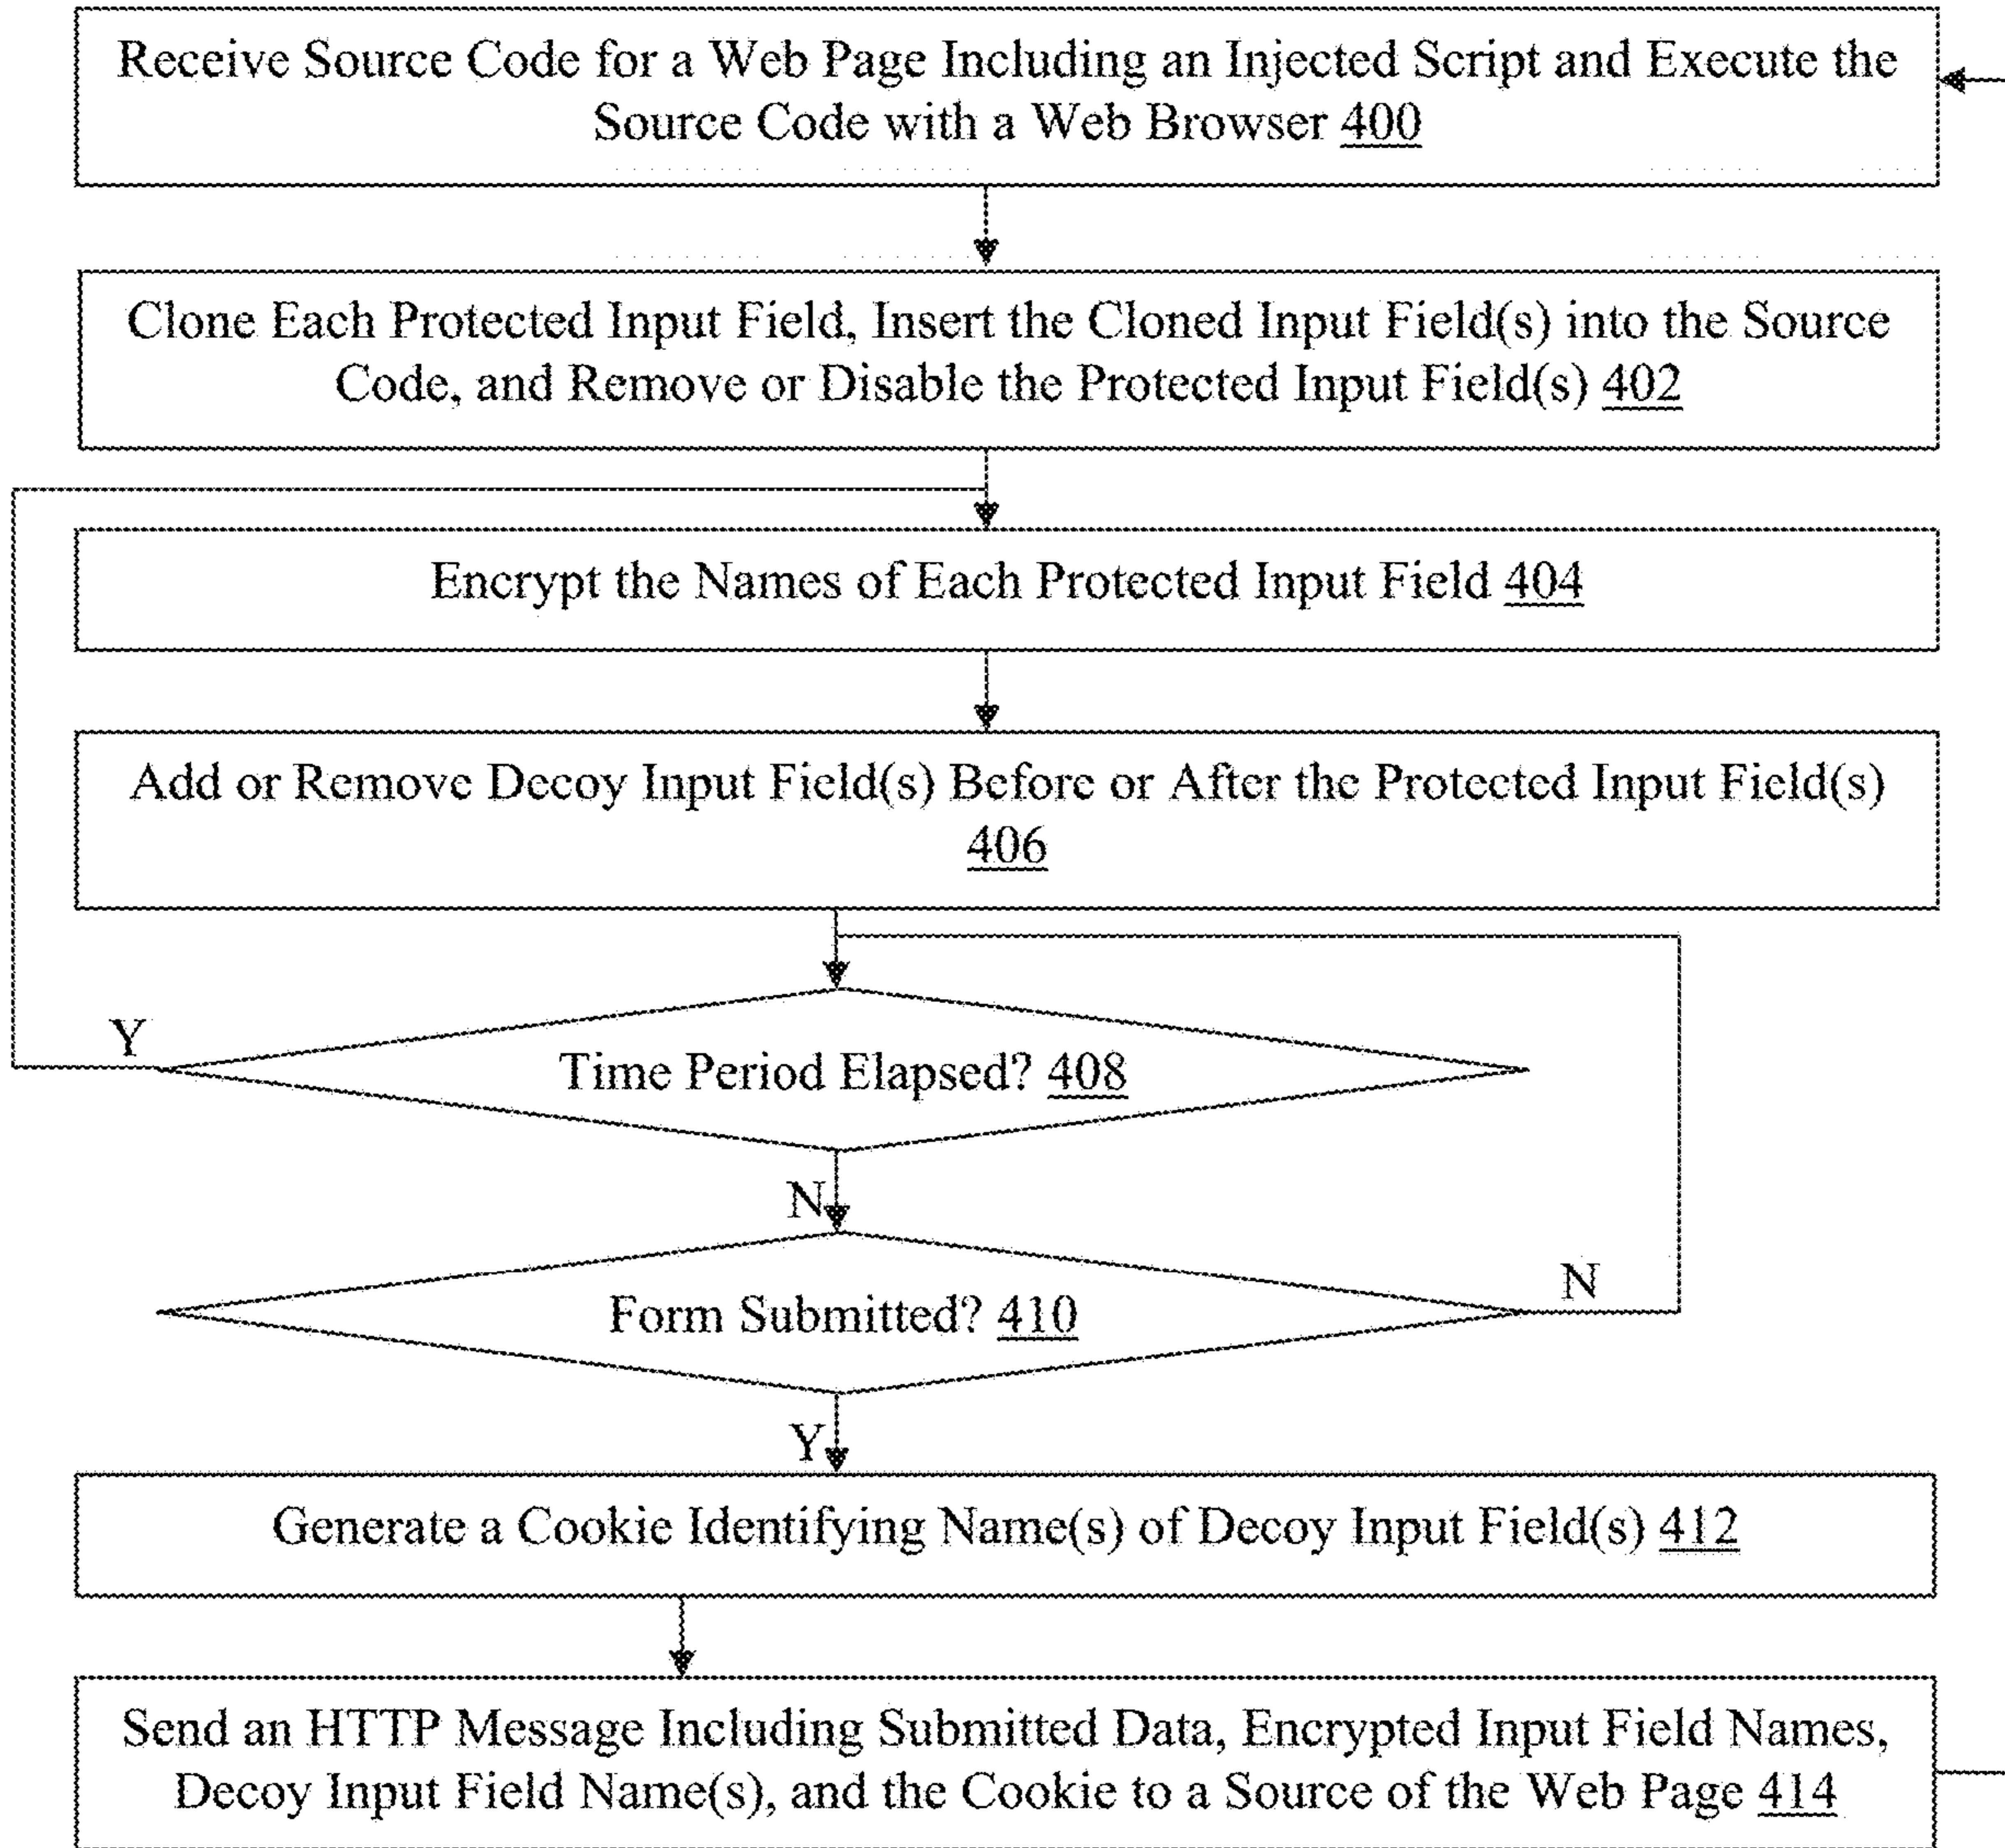 Receive Source Code for a Web Page Including an Injected Script and Execute the
Source Code with a Web Browser 400
Clone Each Protected Input Field, Insert the Cloned Input Field(s) into the Source
Code, and Remove or Disable the Protected Input Field(s) 402
Encrypt the Names of Each Protected Input Field 404
Add or Remove Decoy Input Field(s) Before or After the Protected Input Field(s)
406
Y
Time Period Elapsed? 408
N
Form Submitted? 410
N
Y
Generate a Cookie Identifying Name(s) of Decoy Input Field(s) 412
Send an HTTP Message Including Submitted Data, Encrypted Input Field Names,
Decoy Input Field Name(s), and the Cookie to a Source of the Web Page 414